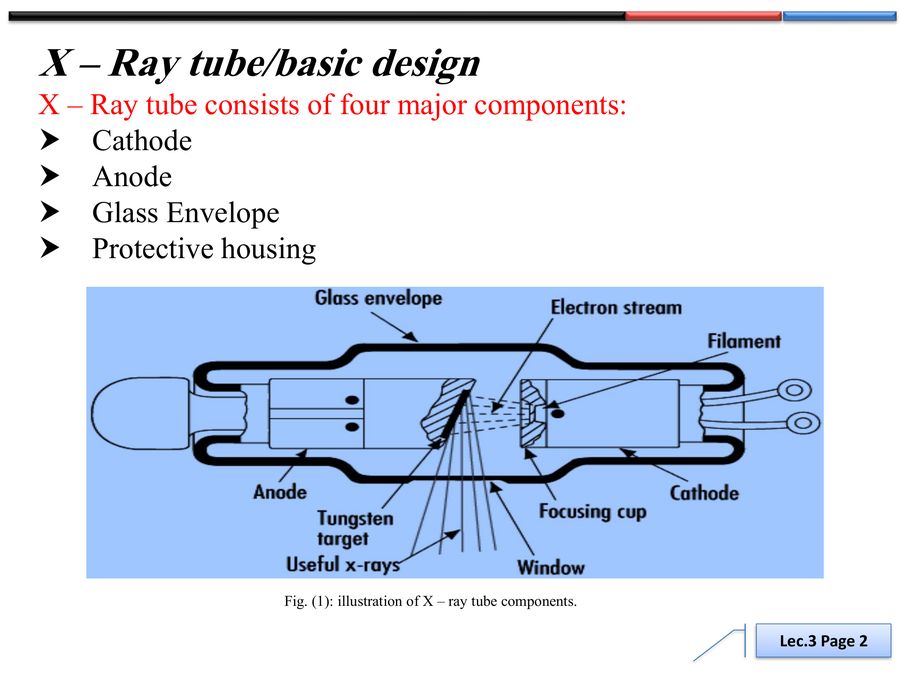 X – Ray tube/basic design
X – Ray tube consists of four major components:
➤ Cathode
➤ Anode
➤ Glass Envelope
➤ Protective housing
Glass envelope
Electron stream
Filament
Anode
Tungsten
target
Useful x-rays
Focusing cup
Cathode
Window
Fig. (1): illustration of X – ray tube components.
Lec.3 Page 2